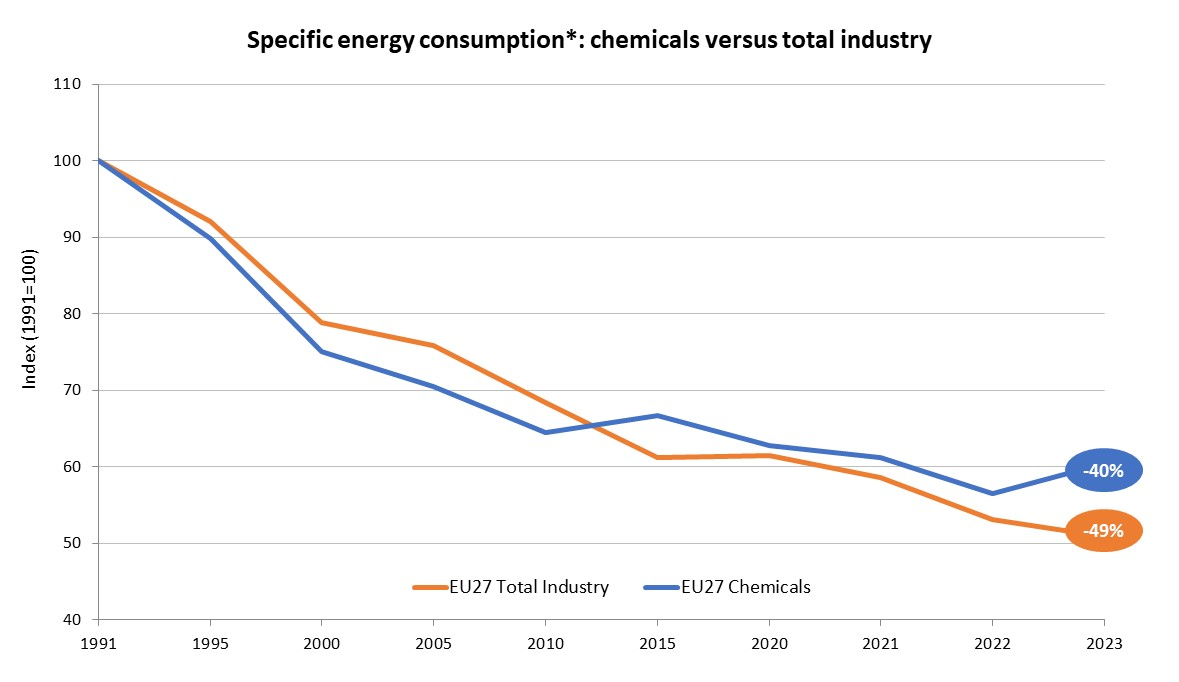 Specific energy consumption*: chemicals versus total industry
110
100
90
80
70
60
50
40
Index (1991=100)
-40%
-49%
EU27 Total Industry EU27 Chemicals
1991 1995 2000 2005 2010 2015 2020 2021 2022 2023